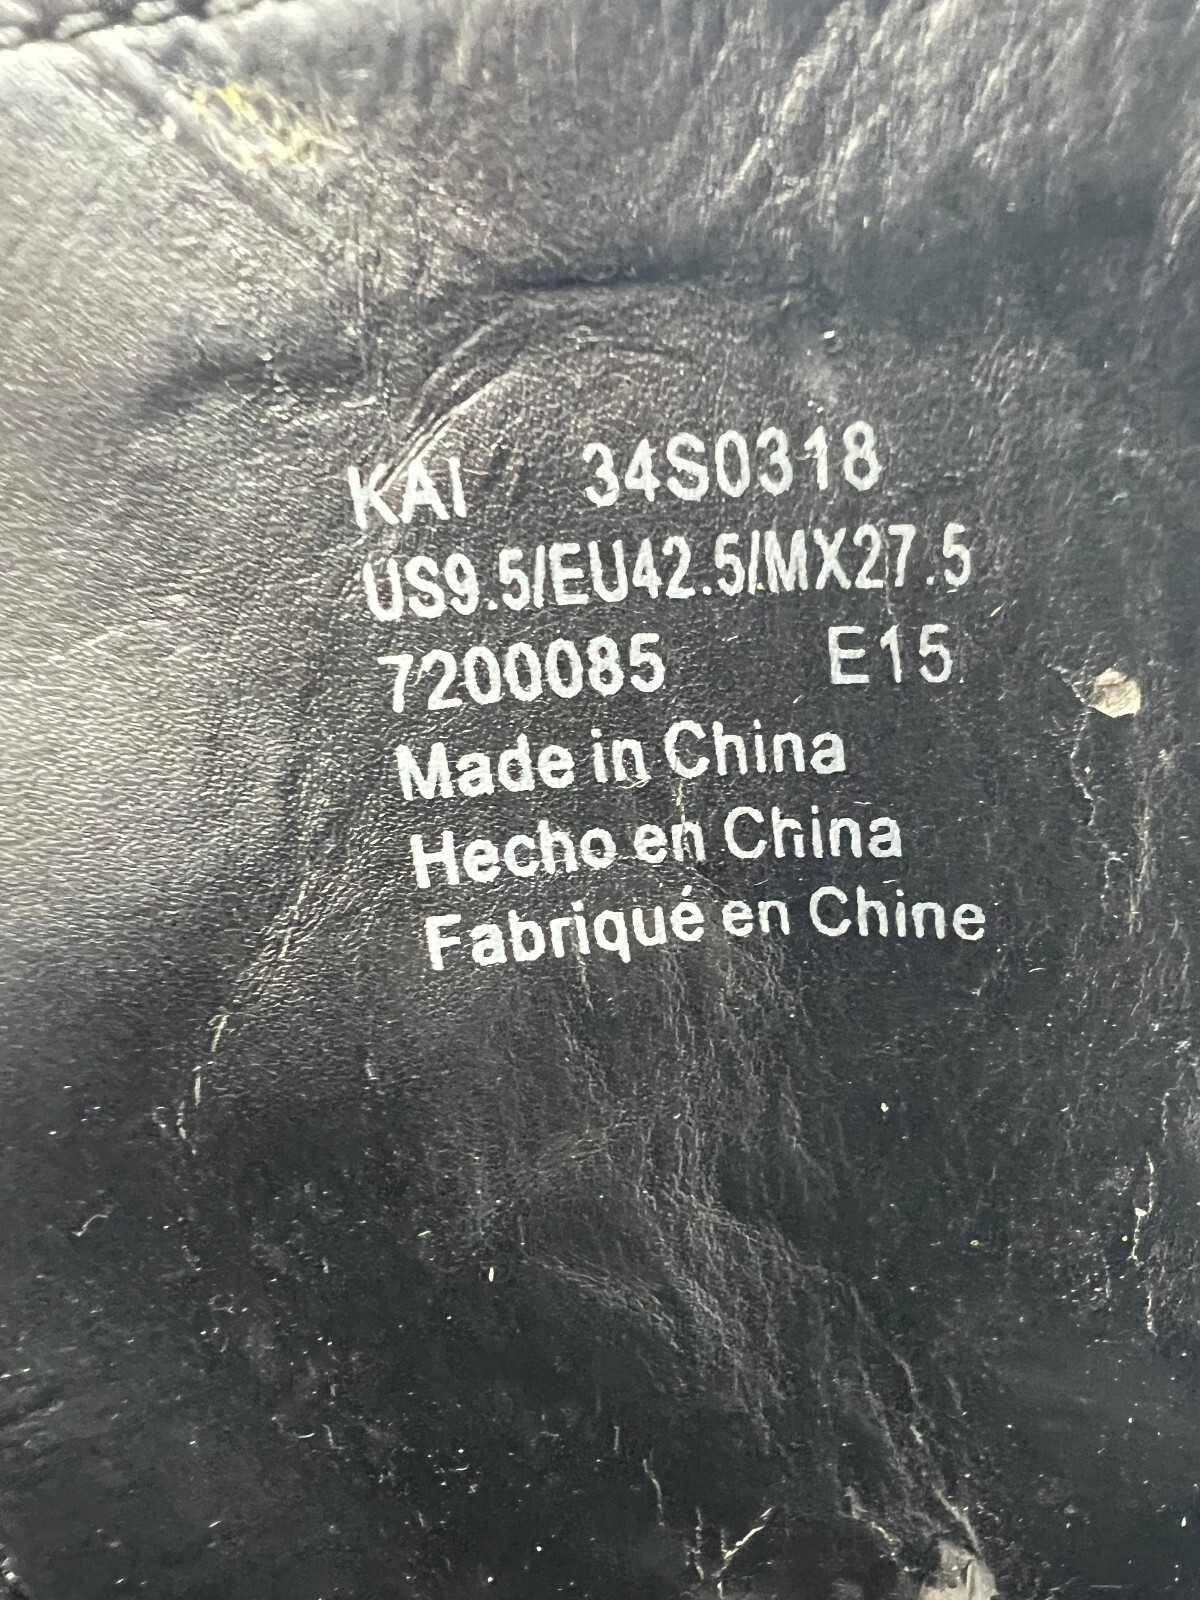 KAI 34S0318
US9.5/EU42.5/MX27.5
7200085 E15
Made in China
Hecho en China
Fabriqué en Chine